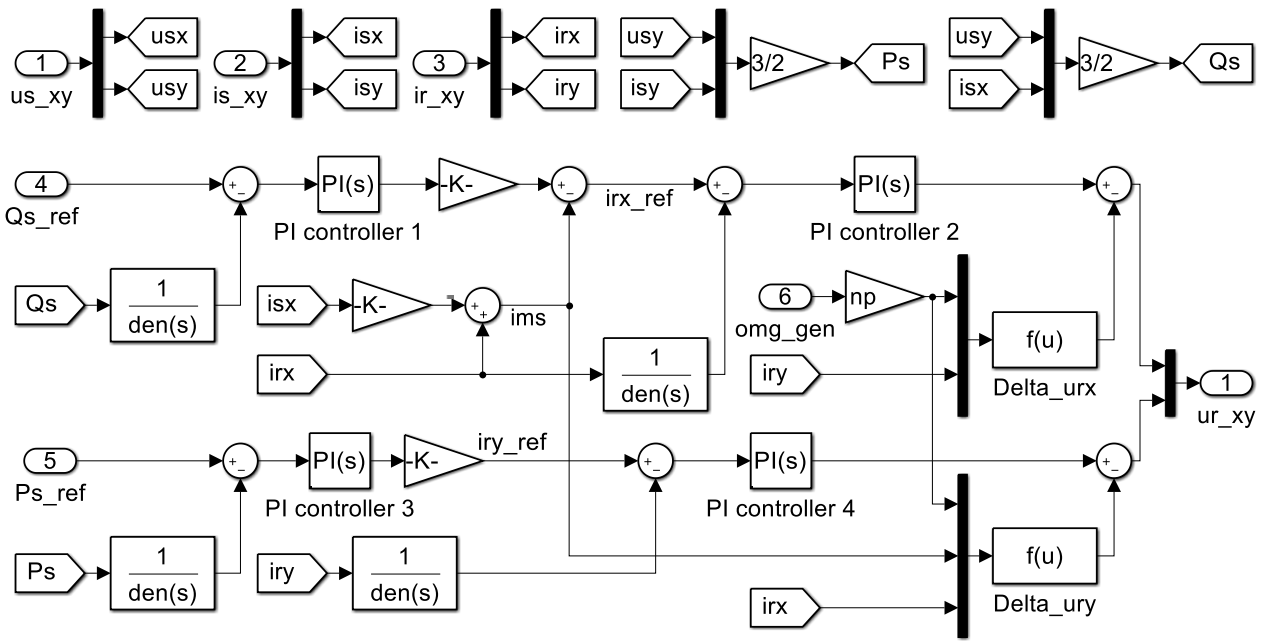 1
us_xy
usx
usy
2
is_xy
isx
isy
3
ir_xy
irx
iry
usy
isy
3/2
Ps
usy
isx
3/2
Qs
4
Qs_ref
+
−
PI(s)
PI controller 1
-K-
+
−
irx_ref
+
−
PI(s)
PI controller 2
+
−
Qs
1
den(s)
isx
-K-
+
+
ims
irx
1
den(s)
6
omg_gen
np
iry
f(u)
Delta_urx
1
ur_xy
5
Ps_ref
+
−
PI(s)
PI controller 3
-K-
iry_ref
+
−
PI(s)
PI controller 4
+
−
Ps
1
den(s)
iry
1
den(s)
irx
f(u)
Delta_ury